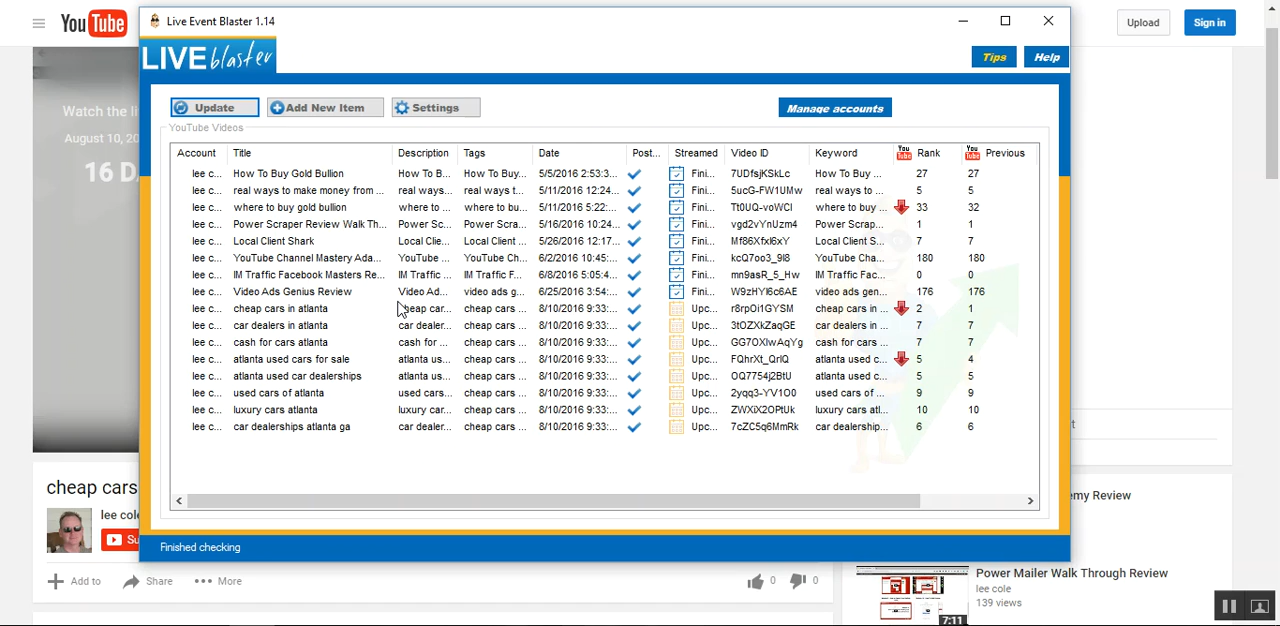 YouTube
Upload
Sign in
Live Event Blaster 1.14
LIVE blaster
Tips
Help
Update
Add New Item
Settings
Manage accounts
YouTube Videos
Account Title Description Tags Date Post... Streamed Video ID Keyword You Tube Rank You Tube Previous
lee c... How To Buy Gold Bullion How To B... How To Buy... 5/5/2016 2:53:3... Fini... 7UDfsjKSkLc How To Buy ... 27 27
lee c... real ways to make money from ... real ways... real ways t... 5/11/2016 12:24... Fini... 5ucG-FW1UMw real ways to ... 5 5
lee c... where to buy gold bullion where to ... where to bu... 5/11/2016 5:22:... Fini... Tt0UQ-voWCI where to buy ... 33 32
lee c... Power Scraper Review Walk Th... Power Sc... Power Scra... 5/16/2016 10:24... Fini... vgd2vYnUzm4 Power Scrap... 1 1
lee c... Local Client Shark Local Clie... Local Client ... 5/26/2016 12:17... Fini... Mf86XfxI6xY Local Client S... 7 7
lee c... YouTube Channel Mastery Ada... YouTube ... YouTube Ch... 6/2/2016 10:45:... Fini... kcQ7oo3_9I8 YouTube Cha... 180 180
lee c... IM Traffic Facebook Masters Re... IM Traffic ... IM Traffic F... 6/8/2016 5:05:4... Fini... mn9asR_5_Hw IM Traffic Fac... 0 0
lee c... Video Ads Genius Review Video Ad... video ads g... 6/25/2016 3:54:... Fini... W9zHYI6c6AE video ads gen... 176 176
lee c... cheap cars in atlanta cheap car... cheap cars ... 8/10/2016 9:33:... Upc... r8rpOi1GYSM cheap cars in ... 2 1
lee c... car dealers in atlanta car dealer... cheap cars ... 8/10/2016 9:33:... Upc... 3tOZXkZaqGE car dealers in ... 7 7
lee c... cash for cars atlanta cash for ... cheap cars ... 8/10/2016 9:33:... Upc... GG7OXIwAqYg cash for cars ... 7 7
lee c... atlanta used cars for sale atlanta us... cheap cars ... 8/10/2016 9:33:... Upc... FQhrXt_QrlQ atlanta used c... 5 4
lee c... atlanta used car dealerships atlanta us... cheap cars ... 8/10/2016 9:33:... Upc... OQ7754j2BtU atlanta used c... 5 5
lee c... used cars of atlanta used cars... cheap cars ... 8/10/2016 9:33:... Upc... 2yqq3-YV1O0 used cars of ... 9 9
lee c... luxury cars atlanta luxury car... cheap cars ... 8/10/2016 9:33:... Upc... ZWXiX2OPtUk luxury cars atl... 10 10
lee c... car dealerships atlanta ga car dealer... cheap cars ... 8/10/2016 9:33:... Upc... 7cZC5q6MmRk car dealership... 6 6
Finished checking
Watch the li
August 10, 20
16 D
cheap cars
lee cole
Su
Add to
Share
More
0
0
t
emy Review
Power Mailer Walk Through Review
lee cole
139 views
7:11